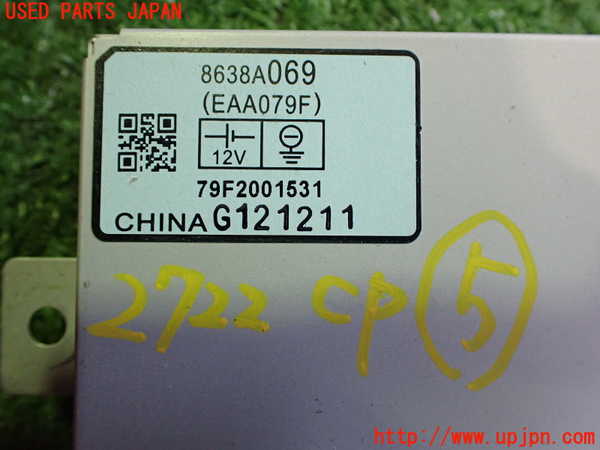 USED PARTS JAPAN
8638A069
(EAA079F)
12V
79F2001531
CHINA G121211
2722 CP 5
http://www.upjpn.com